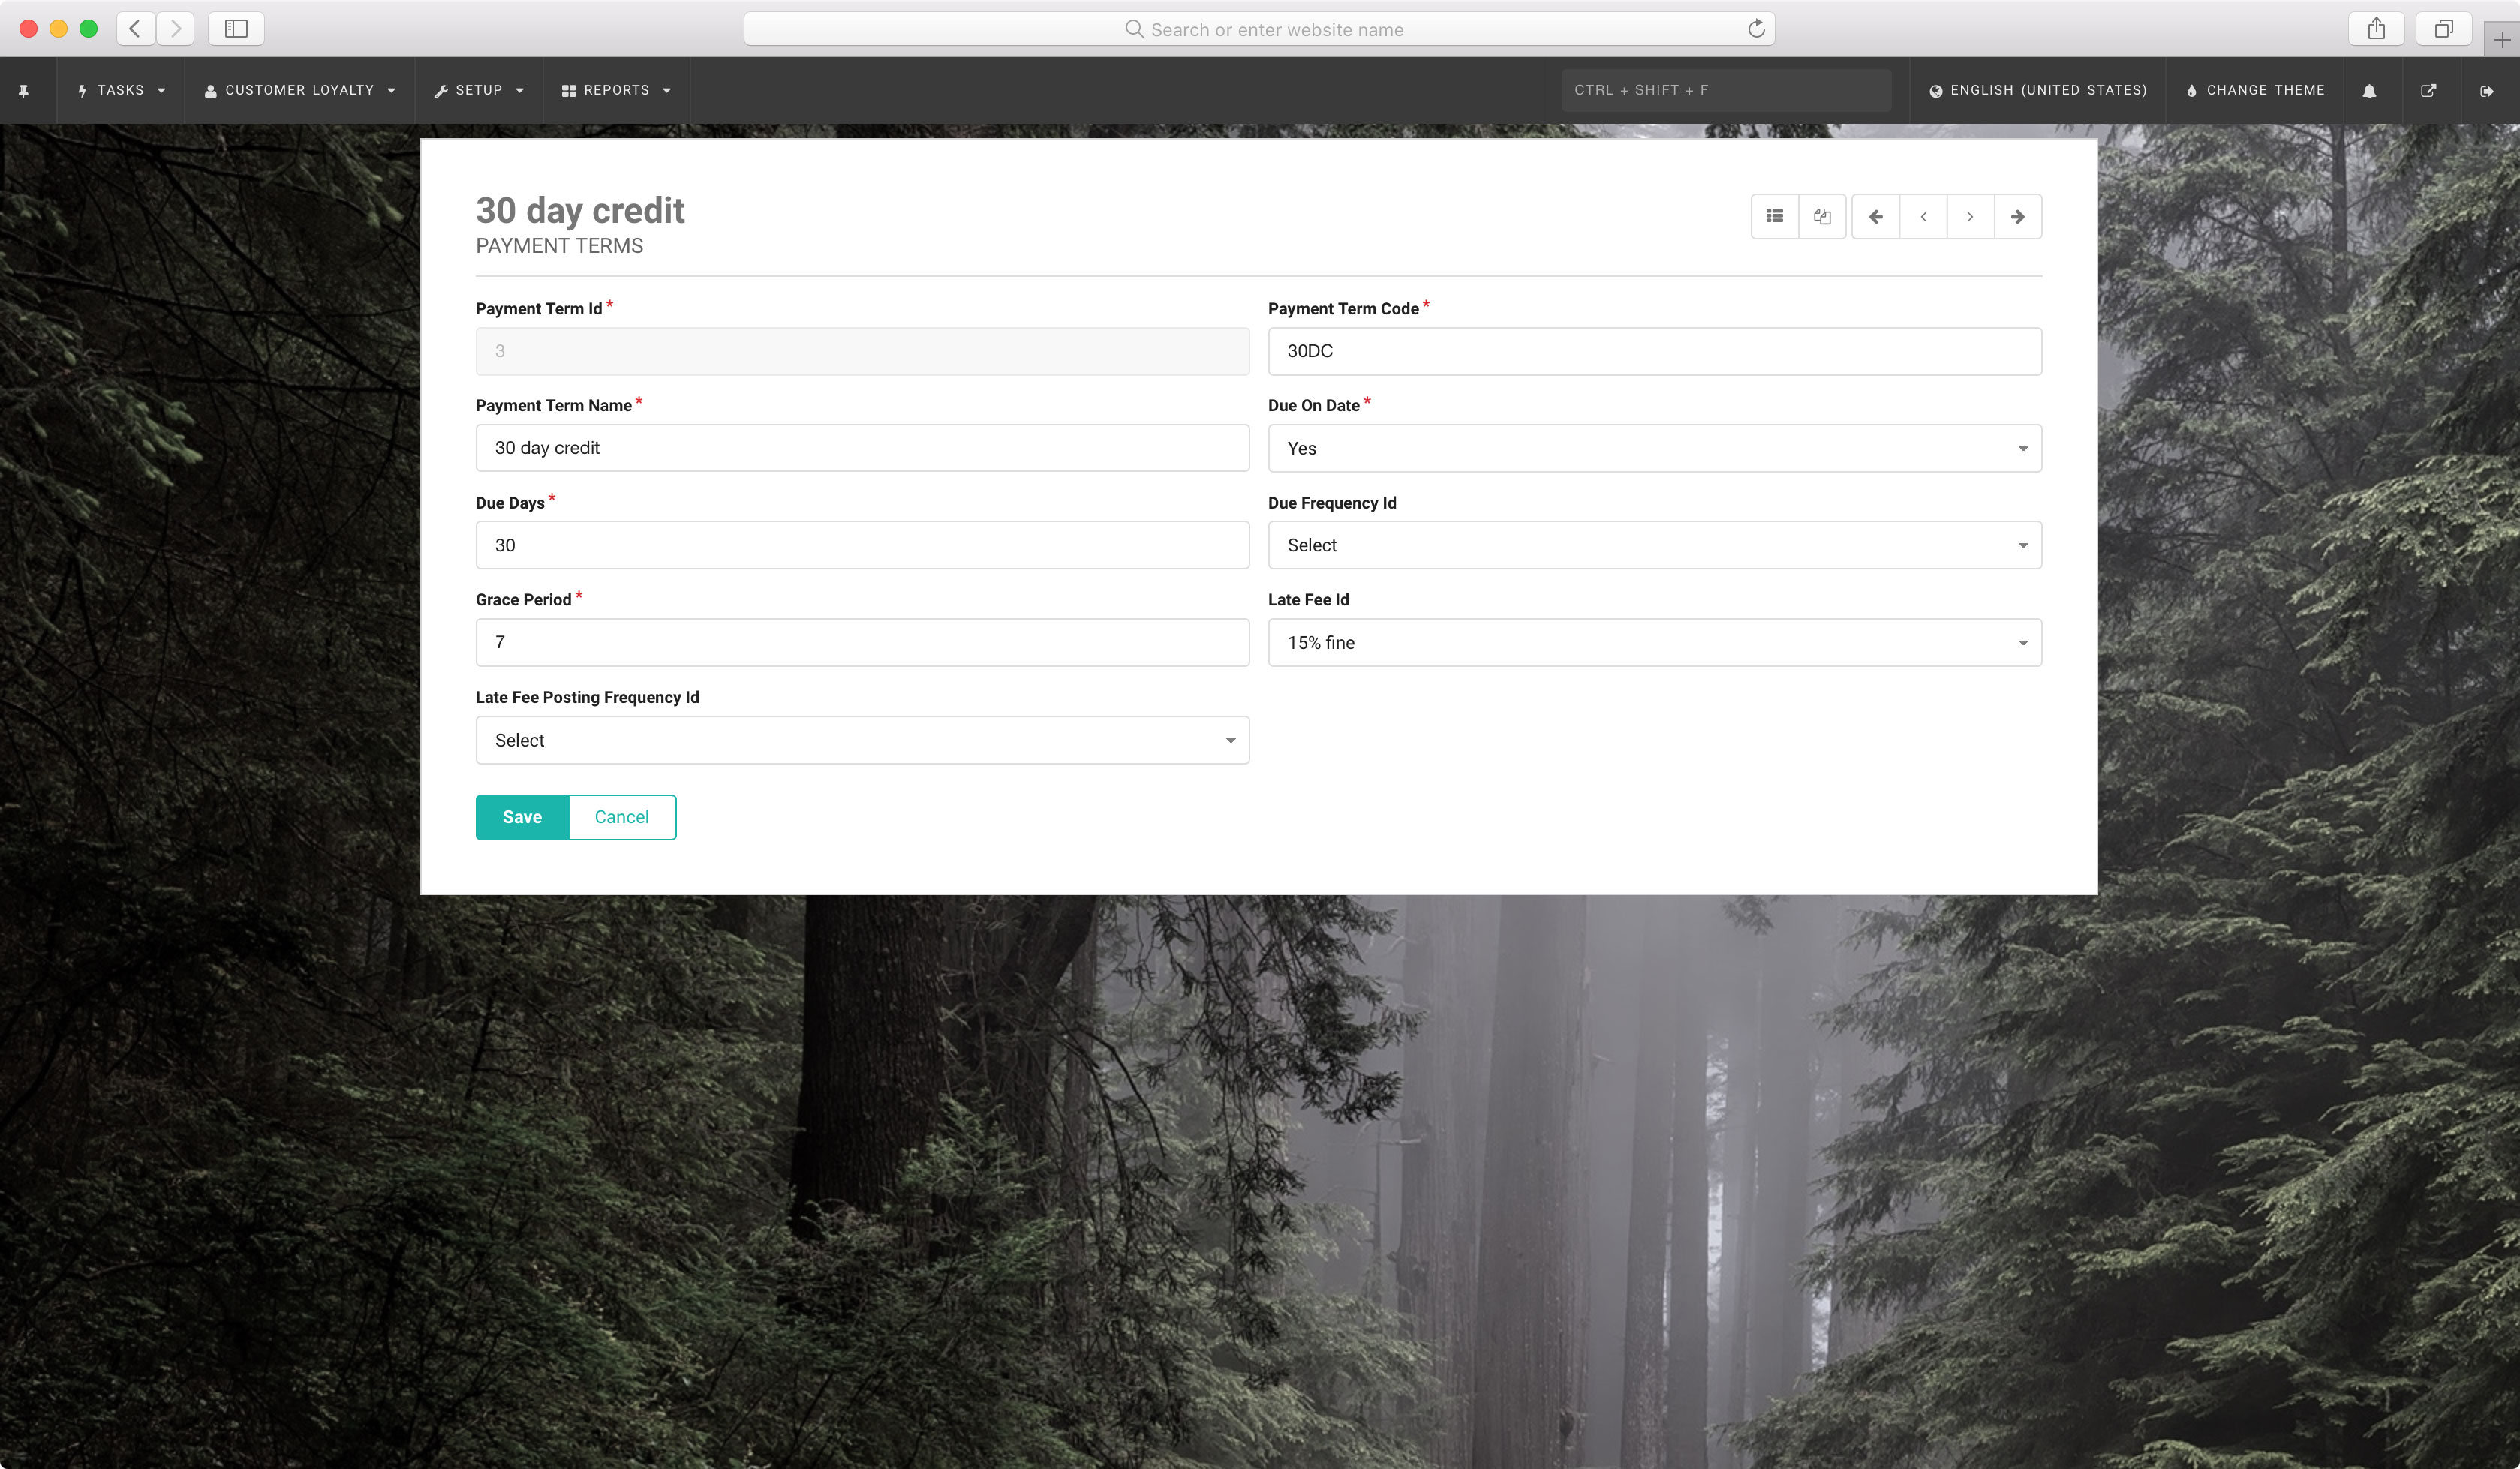 Search or enter website name
TASKS CUSTOMER LOYALTY SETUP REPORTS CTRL + SHIFT + F ENGLISH (UNITED STATES) CHANGE THEME
30 day credit
PAYMENT TERMS
Payment Term Id * Payment Term Code *
3 30DC
Payment Term Name * Due On Date *
30 day credit Yes
Due Days * Due Frequency Id
30 Select
Grace Period * Late Fee Id
7 15% fine
Late Fee Posting Frequency Id
Select
Save Cancel